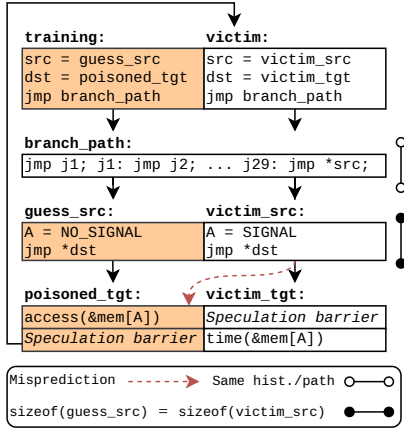 training: victim:
src = guess_src src = victim_src
dst = poisoned_tgt dst = victim_tgt
jmp branch_path jmp branch_path
branch_path:
jmp j1; j1: jmp j2; ... j29: jmp *src;
guess_src: victim_src:
A = NO_SIGNAL A = SIGNAL
jmp *dst jmp *dst
poisoned_tgt: victim_tgt:
access(&mem[A]) Speculation barrier
Speculation barrier time(&mem[A])
Misprediction Same hist./path
sizeof(guess_src) = sizeof(victim_src)